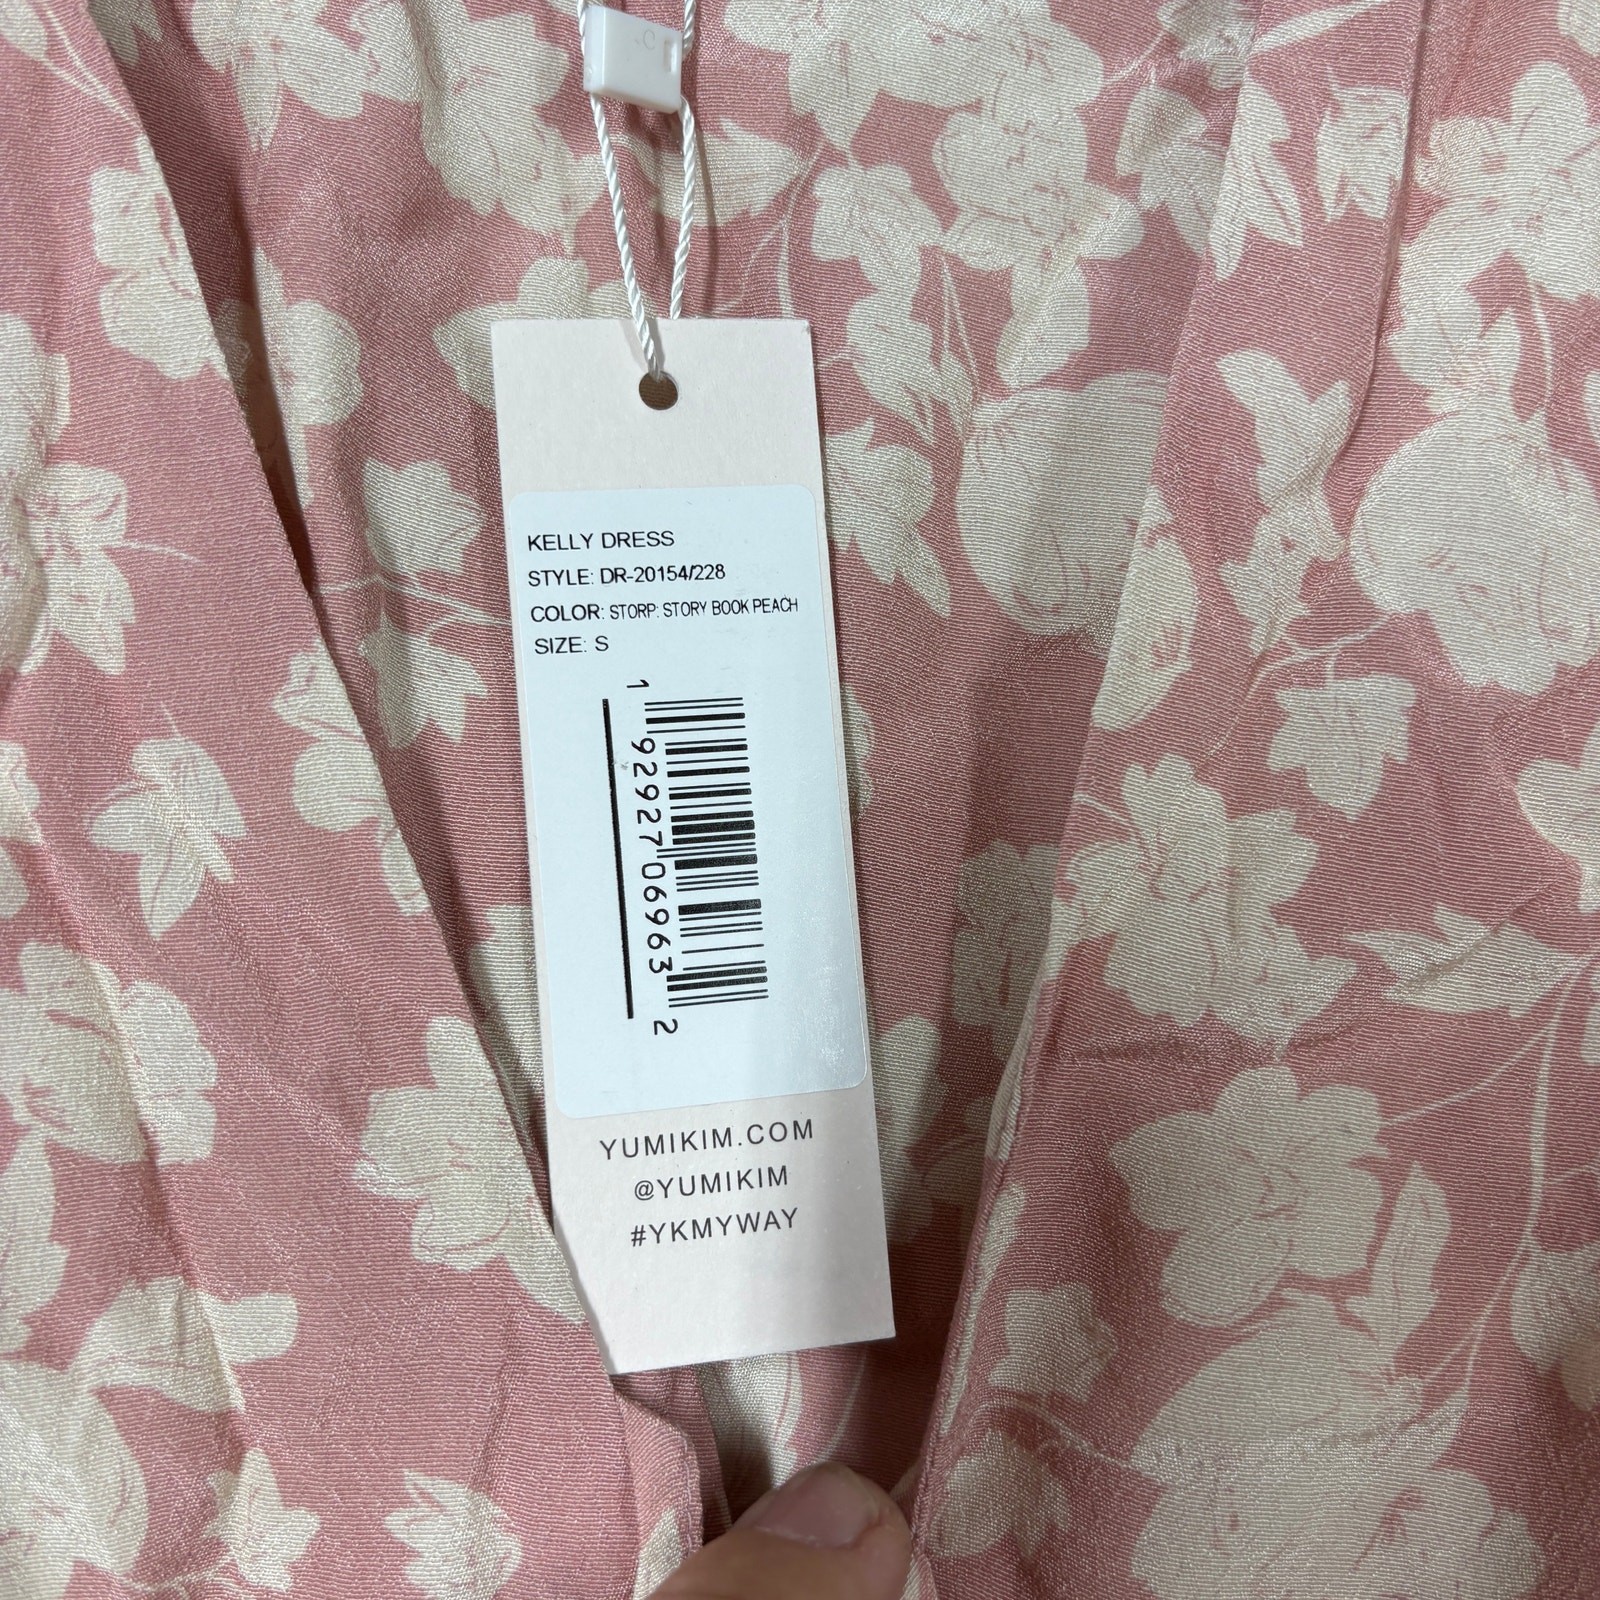 KELLY DRESS
STYLE: DR-20154/228
COLOR: STORP: STORY BOOK PEACH
SIZE: S
1 92927 06963 2
YUMIKIM.COM
@YUMIKIM
#YKMYWAY